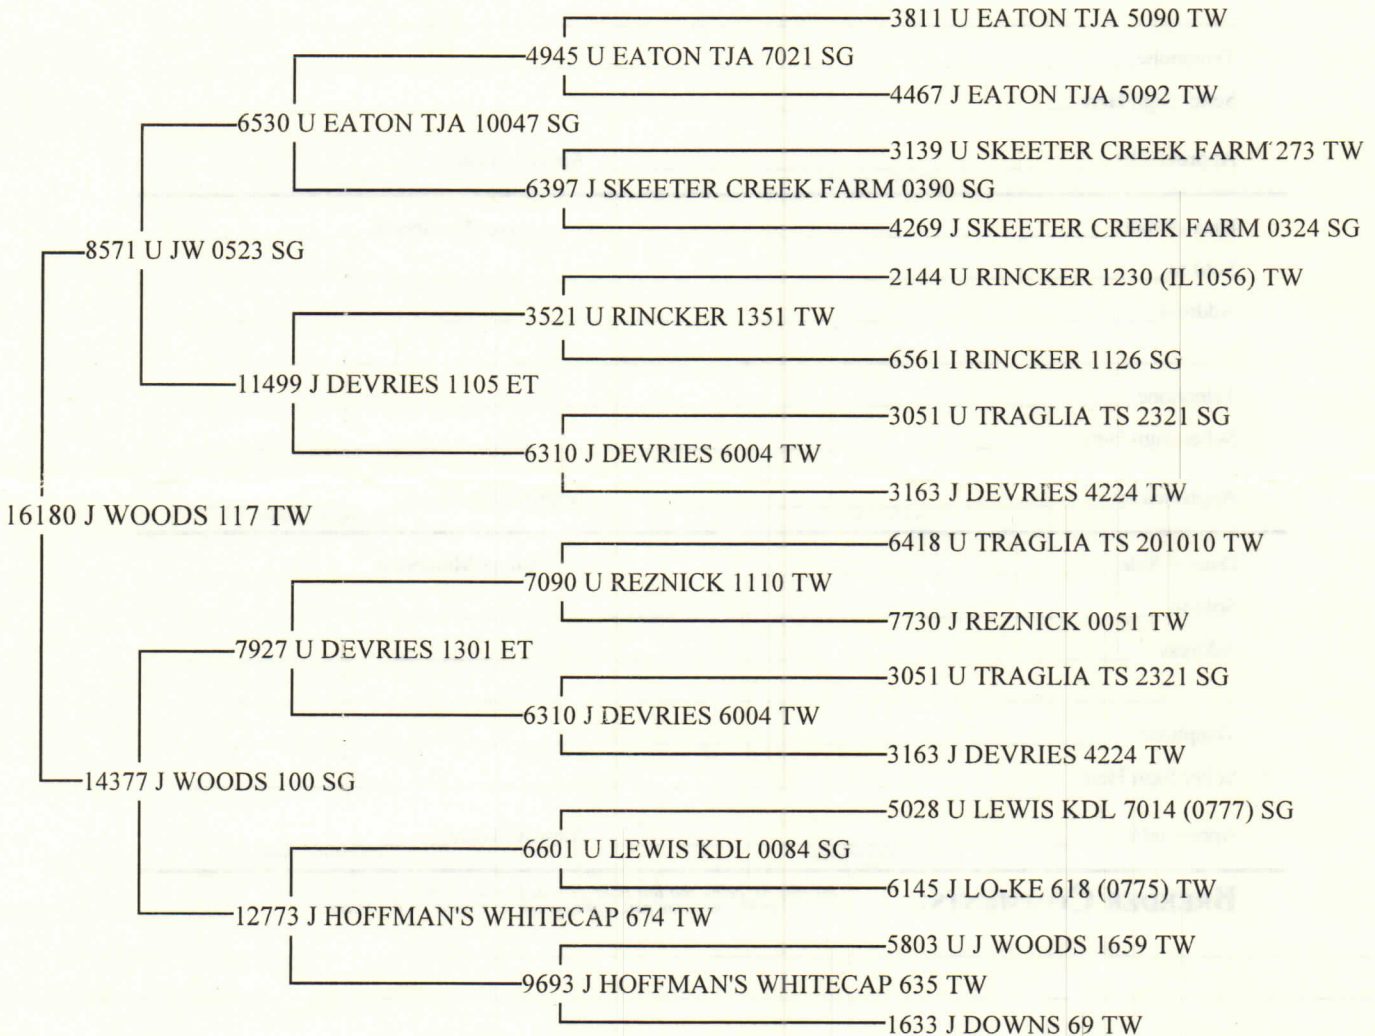 3811 U EATON TJA 5090 TW
4945 U EATON TJA 7021 SG
4467 J EATON TJA 5092 TW
6530 U EATON TJA 10047 SG
3139 U SKEETER CREEK FARM 273 TW
6397 J SKEETER CREEK FARM 0390 SG
4269 J SKEETER CREEK FARM 0324 SG
8571 U JW 0523 SG
2144 U RINCKER 1230 (IL1056) TW
3521 U RINCKER 1351 TW
6561 I RINCKER 1126 SG
11499 J DEVRIES 1105 ET
3051 U TRAGLIA TS 2321 SG
6310 J DEVRIES 6004 TW
3163 J DEVRIES 4224 TW
16180 J WOODS 117 TW
6418 U TRAGLIA TS 201010 TW
7090 U REZNICK 1110 TW
7730 J REZNICK 0051 TW
7927 U DEVRIES 1301 ET
3051 U TRAGLIA TS 2321 SG
6310 J DEVRIES 6004 TW
3163 J DEVRIES 4224 TW
14377 J WOODS 100 SG
5028 U LEWIS KDL 7014 (0777) SG
6601 U LEWIS KDL 0084 SG
6145 J LO-KE 618 (0775) TW
12773 J HOFFMAN'S WHITECAP 674 TW
5803 U J WOODS 1659 TW
9693 J HOFFMAN'S WHITECAP 635 TW
1633 J DOWNS 69 TW